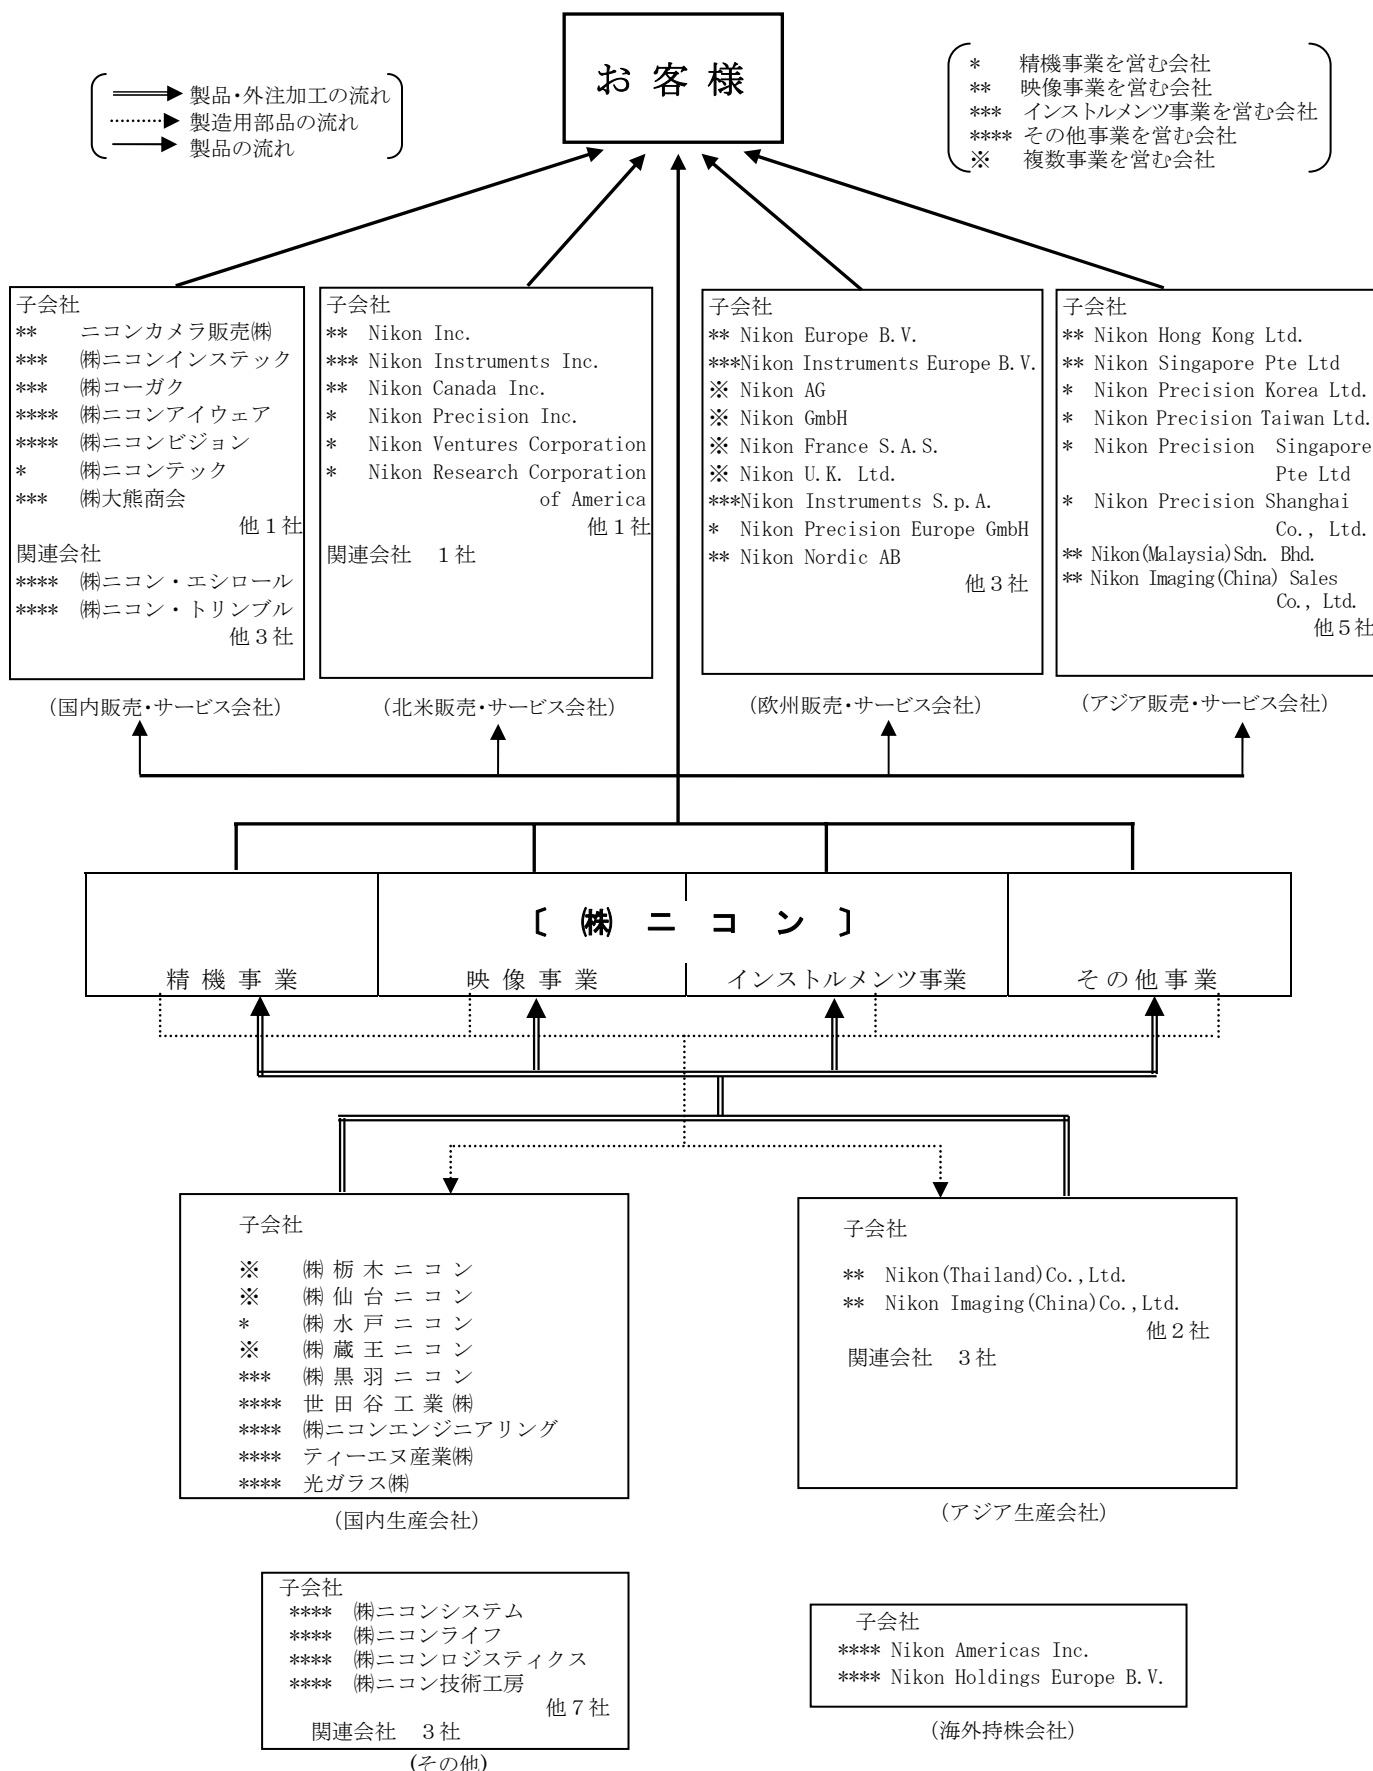 お 客 様
製品・外注加工の流れ
製造用部品の流れ
製品の流れ
* 精機事業を営む会社
** 映像事業を営む会社
*** インストルメンツ事業を営む会社
**** その他事業を営む会社
※ 複数事業を営む会社
子会社
** ニコンカメラ販売㈱
*** ㈱ニコンインステック
*** ㈱コーガク
**** ㈱ニコンアイウェア
**** ㈱ニコンビジョン
* ㈱ニコンテック
*** ㈱大熊商会
他１社
関連会社
**** ㈱ニコン・エシロール
**** ㈱ニコン・トリンブル
他３社
(国内販売・サービス会社)
子会社
** Nikon Inc.
*** Nikon Instruments Inc.
** Nikon Canada Inc.
* Nikon Precision Inc.
* Nikon Ventures Corporation
* Nikon Research Corporation
of America
他１社
関連会社 １社
(北米販売・サービス会社)
子会社
** Nikon Europe B.V.
***Nikon Instruments Europe B.V.
※ Nikon AG
※ Nikon GmbH
※ Nikon France S.A.S.
※ Nikon U.K. Ltd.
***Nikon Instruments S.p.A.
* Nikon Precision Europe GmbH
** Nikon Nordic AB
他３社
(欧州販売・サービス会社)
子会社
** Nikon Hong Kong Ltd.
** Nikon Singapore Pte Ltd
* Nikon Precision Korea Ltd.
* Nikon Precision Taiwan Ltd.
* Nikon Precision Singapore
Pte Ltd
* Nikon Precision Shanghai
Co., Ltd.
** Nikon(Malaysia)Sdn. Bhd.
** Nikon Imaging(China) Sales
Co., Ltd.
他５社
(アジア販売・サービス会社)
〔 ㈱ ニ コ ン 〕
精 機 事 業
映 像 事 業
インストルメンツ事業
その他事業
子会社
※ ㈱ 栃 木 ニ コ ン
※ ㈱ 仙 台 ニ コ ン
* ㈱ 水 戸 ニ コ ン
※ ㈱ 蔵 王 ニ コ ン
*** ㈱ 黒 羽 ニ コ ン
**** 世 田 谷 工 業 ㈱
**** ㈱ニコンエンジニアリング
**** ティーエヌ産業㈱
**** 光ガラス㈱
(国内生産会社)
子会社
** Nikon(Thailand)Co.,Ltd.
** Nikon Imaging(China)Co.,Ltd.
他２社
関連会社 ３社
(アジア生産会社)
子会社
**** ㈱ニコンシステム
**** ㈱ニコンライフ
**** ㈱ニコンロジスティクス
**** ㈱ニコン技術工房
他７社
関連会社 ３社
(その他)
子会社
**** Nikon Americas Inc.
**** Nikon Holdings Europe B.V.
(海外持株会社)